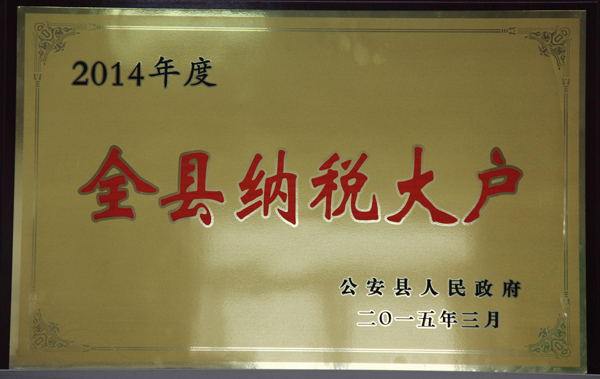 2014年度
全县纳税大户
公安县人民政府
二〇一五年三月